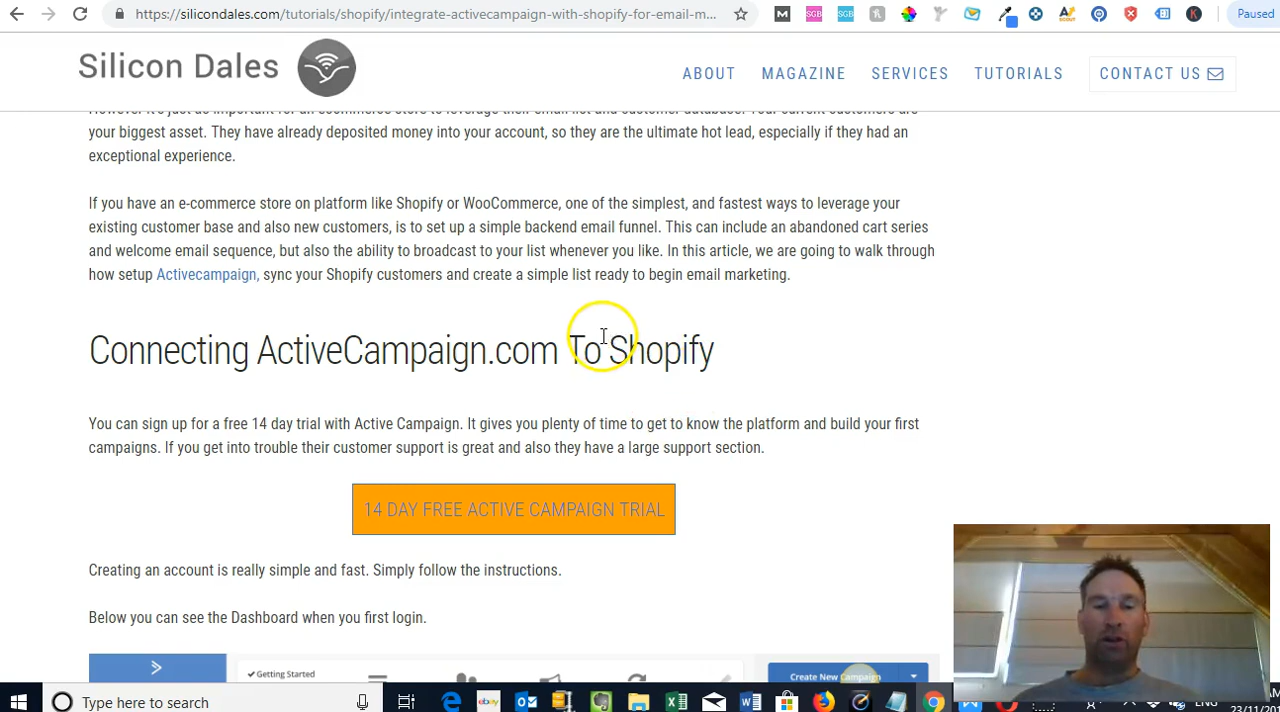 https://silicondales.com/tutorials/shopify/integrate-activecampaign-with-shopify-for-email-m...
Paused
Silicon Dales
ABOUT
MAGAZINE
SERVICES
TUTORIALS
CONTACT US
your biggest asset. They have already deposited money into your account, so they are the ultimate hot lead, especially if they had an
exceptional experience.
If you have an e-commerce store on platform like Shopify or WooCommerce, one of the simplest, and fastest ways to leverage your
existing customer base and also new customers, is to set up a simple backend email funnel. This can include an abandoned cart series
and welcome email sequence, but also the ability to broadcast to your list whenever you like. In this article, we are going to walk through
how setup Activecampaign, sync your Shopify customers and create a simple list ready to begin email marketing.
Connecting ActiveCampaign.com To Shopify
You can sign up for a free 14 day trial with Active Campaign. It gives you plenty of time to get to know the platform and build your first
campaigns. If you get into trouble their customer support is great and also they have a large support section.
14 DAY FREE ACTIVE CAMPAIGN TRIAL
Creating an account is really simple and fast. Simply follow the instructions.
Below you can see the Dashboard when you first login.
Getting Started
Create New Campaign
Type here to search
ENG